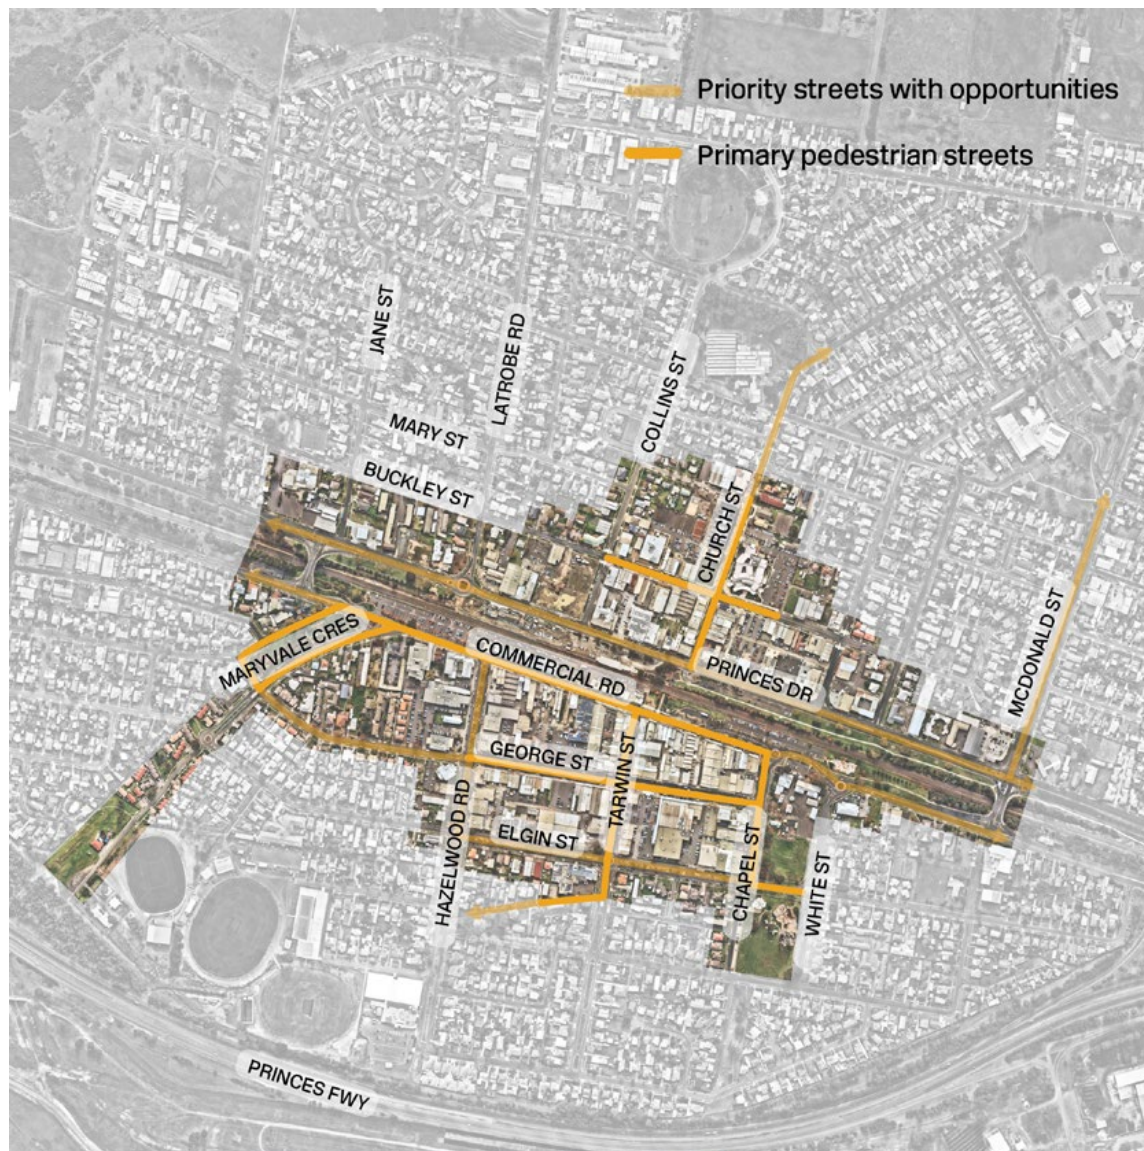 Priority streets with opportunities
Primary pedestrian streets
JANE ST
LATROBE RD
COLLINS ST
MARY ST
BUCKLEY ST
CHURCH ST
MCDONALD ST
MARYVALE CRES
COMMERCIAL RD
PRINCES DR
GEORGE ST
TARWIN ST
HAZELWOOD RD
ELGIN ST
CHAPEL ST
WHITE ST
PRINCES FWY